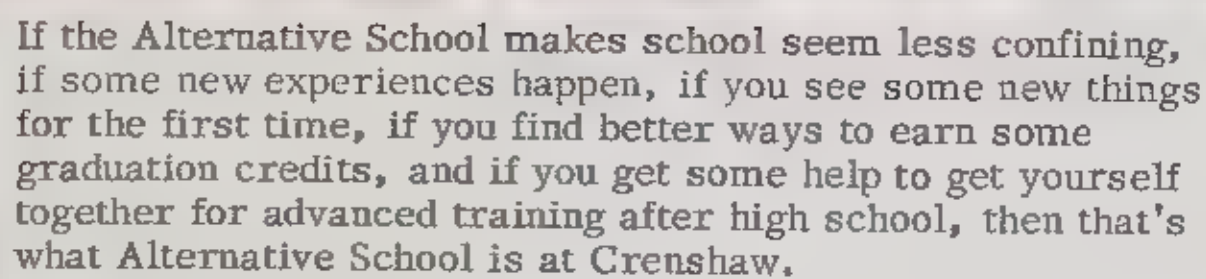 If the Alternative School makes school seem less confining,
if some new experiences happen, if you see some new things
for the first time, if you find better ways to earn some
graduation credits, and if you get some help to get yourself
together for advanced training after high school, then that's
what Alternative School is at Crenshaw.